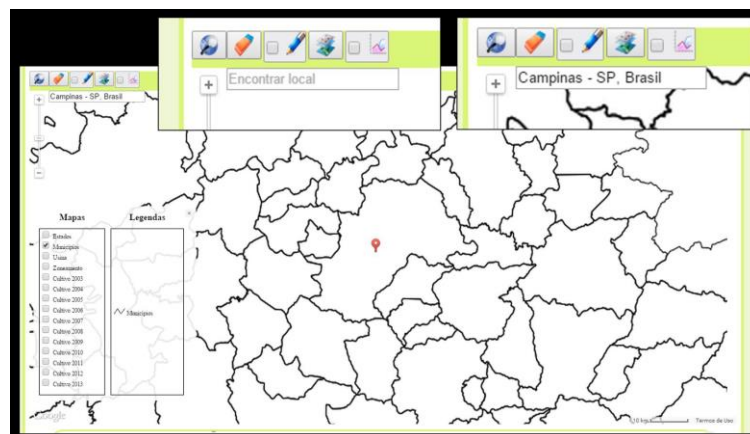 Encontrar local
Campinas - SP, Brasil
Campinas - SP, Brasil
Mapas
Legendas
Estados
Municípios
Usina
Zoneamento
Cultivo 2003
Cultivo 2004
Cultivo 2005
Cultivo 2006
Cultivo 2007
Cultivo 2008
Cultivo 2009
Cultivo 2010
Cultivo 2011
Cultivo 2012
Cultivo 2013
Municípios
Google
10 km
Termos de Uso